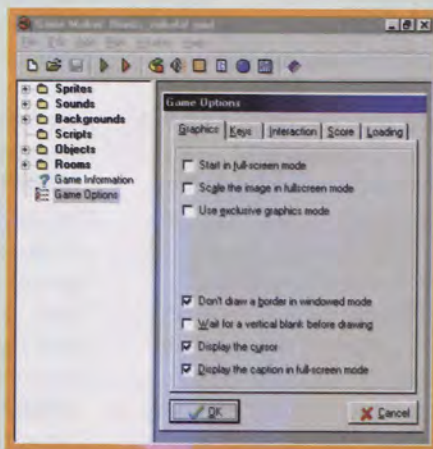 Game Maker
Sprites
Sounds
Backgrounds
Scripts
Objects
Rooms
Game Information
Game Options
Game Options
Graphics Keys Interaction Score Loading
Start in full-screen mode
Scale the image in fullscreen mode
Use exclusive graphics mode
Don't draw a border in windowed mode
Wait for a vertical blank before drawing
Display the cursor
Display the caption in full-screen mode
OK Cancel